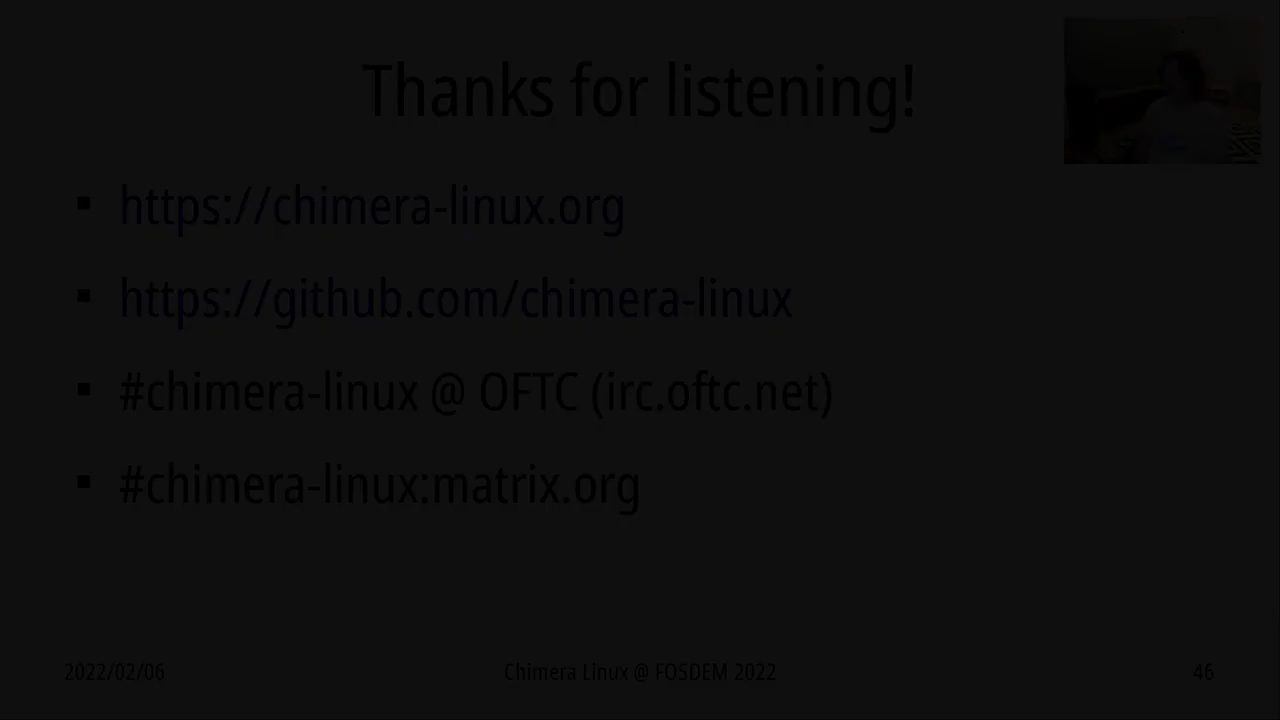 Thanks for listening!
https://chimera-linux.org
https://github.com/chimera-linux
#chimera-linux @ OFTC (irc.oftc.net)
#chimera-linux:matrix.org
2022/02/06
Chimera Linux @ FOSDEM 2022
46